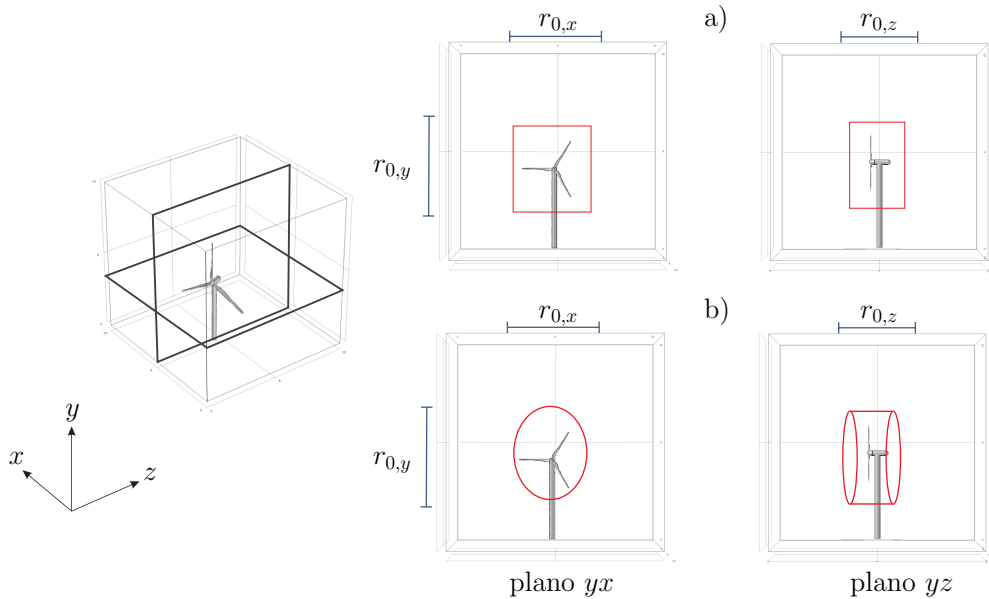 r₀,ₓ a) r₀,z
r₀,y
r₀,ₓ b) r₀,z
y
x z
r₀,y
plano yx plano yz